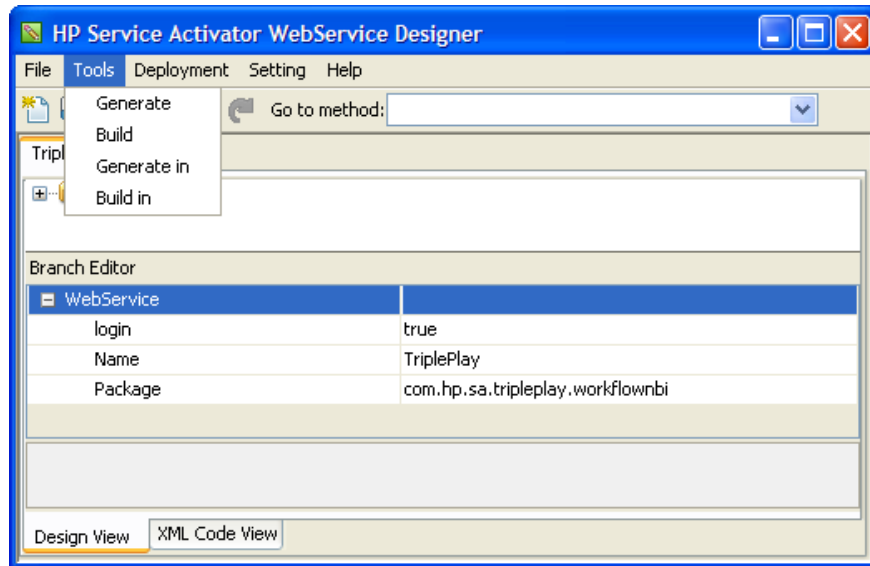 HP Service Activator WebService Designer
File Tools Deployment Setting Help
Generate
Go to method:
Build
Tripl
Generate in
Build in
Branch Editor
WebService
login true
Name TriplePlay
Package com.hp.sa.tripleplay.workflownbi
Design View XML Code View